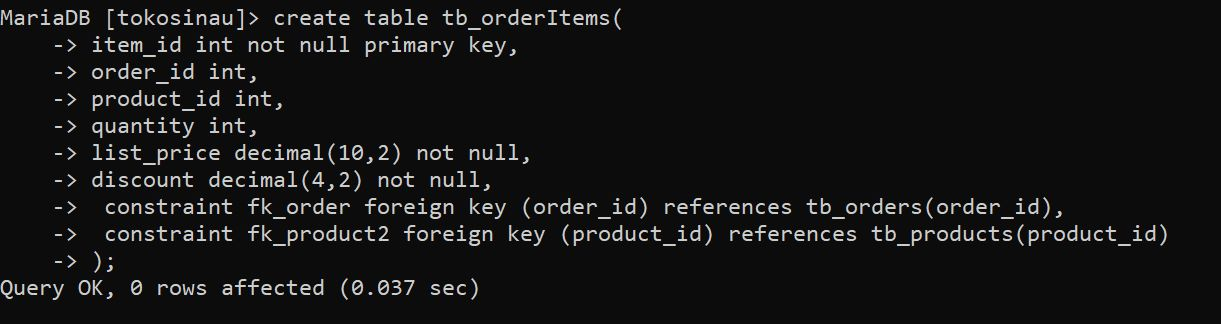 MariaDB [tokosinau]> create table tb_orderItems(
    -> item_id int not null primary key,
    -> order_id int,
    -> product_id int,
    -> quantity int,
    -> list_price decimal(10,2) not null,
    -> discount decimal(4,2) not null,
    ->  constraint fk_order foreign key (order_id) references tb_orders(order_id),
    ->  constraint fk_product2 foreign key (product_id) references tb_products(product_id)
    -> );
Query OK, 0 rows affected (0.037 sec)